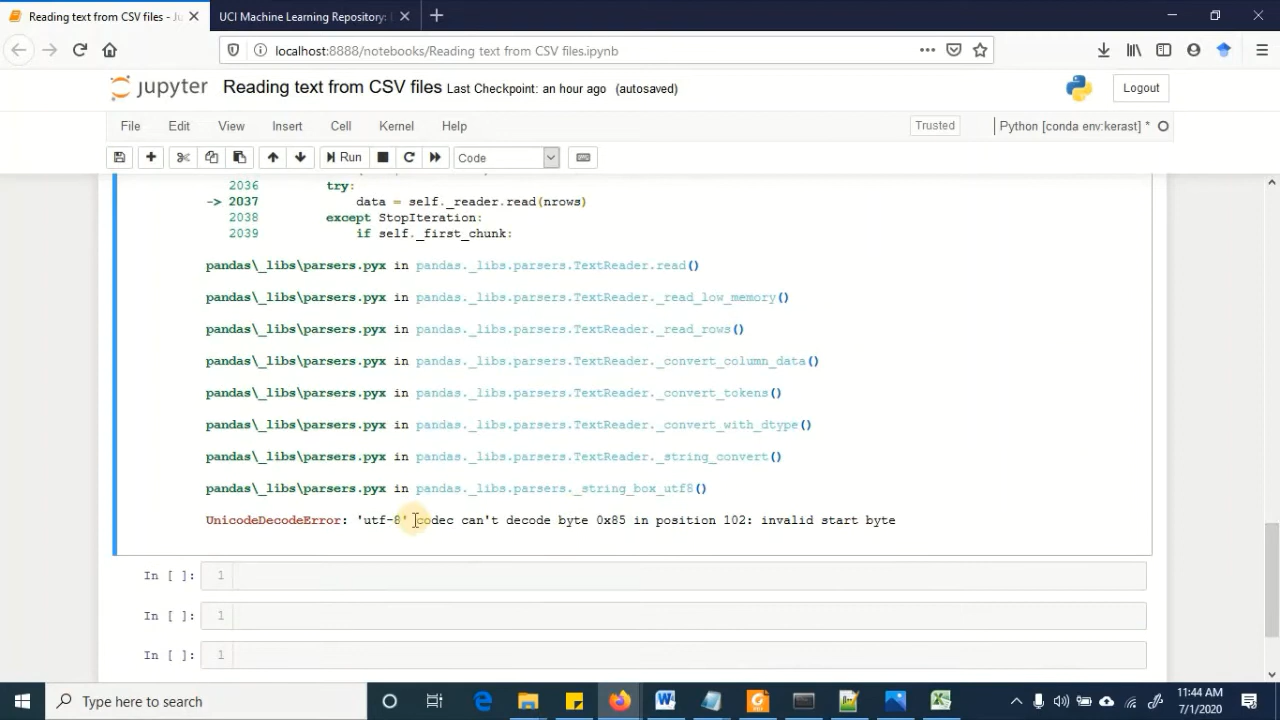 Reading text from CSV files - Ju
UCI Machine Learning Repository:
localhost:8888/notebooks/Reading text from CSV files.ipynb
jupyter Reading text from CSV files Last Checkpoint: an hour ago (autosaved)
Logout
File Edit View Insert Cell Kernel Help
Trusted
Python [conda env:kerast] *
Run
Code
2036 try:
-> 2037 data = self._reader.read(nrows)
2038 except StopIteration:
2039 if self._first_chunk:
pandas\_libs\parsers.pyx in pandas._libs.parsers.TextReader.read()
pandas\_libs\parsers.pyx in pandas._libs.parsers.TextReader._read_low_memory()
pandas\_libs\parsers.pyx in pandas._libs.parsers.TextReader._read_rows()
pandas\_libs\parsers.pyx in pandas._libs.parsers.TextReader._convert_column_data()
pandas\_libs\parsers.pyx in pandas._libs.parsers.TextReader._convert_tokens()
pandas\_libs\parsers.pyx in pandas._libs.parsers.TextReader._convert_with_dtype()
pandas\_libs\parsers.pyx in pandas._libs.parsers.TextReader._string_convert()
pandas\_libs\parsers.pyx in pandas._libs.parsers._string_box_utf8()
UnicodeDecodeError: 'utf-8' codec can't decode byte 0x85 in position 102: invalid start byte
In [ ]: 1
In [ ]: 1
In [ ]: 1
Type here to search
11:44 AM
7/1/2020